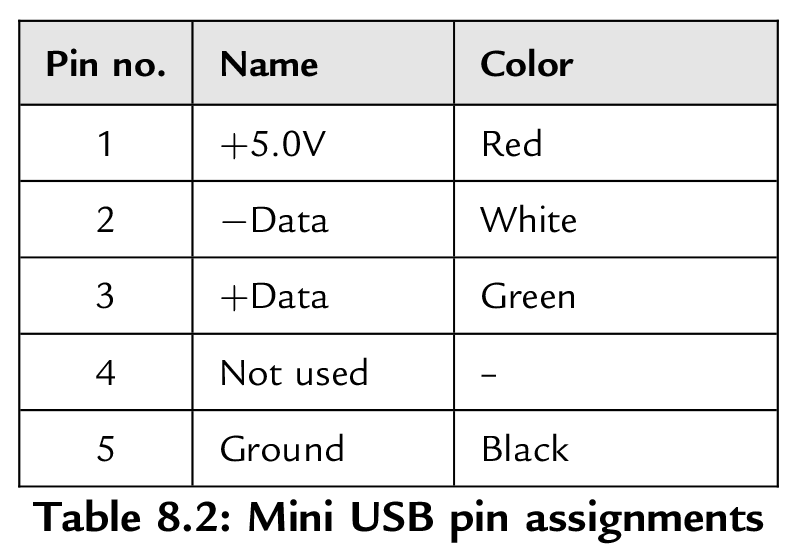 Pin no. Name Color
1 +5.0V Red
2 −Data White
3 +Data Green
4 Not used –
5 Ground Black
Table 8.2: Mini USB pin assignments